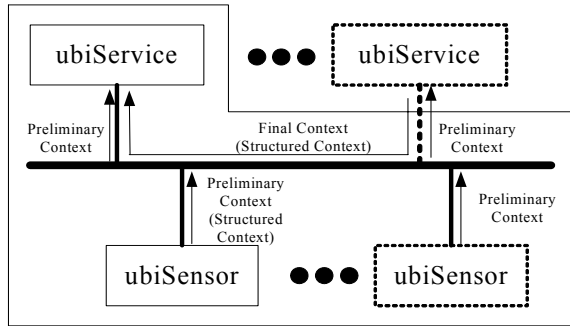 ubiService
ubiService
Preliminary
Context
Final Context
(Structured Context)
Preliminary
Context
Preliminary
Context
(Structured
Context)
Preliminary
Context
ubiSensor
ubiSensor